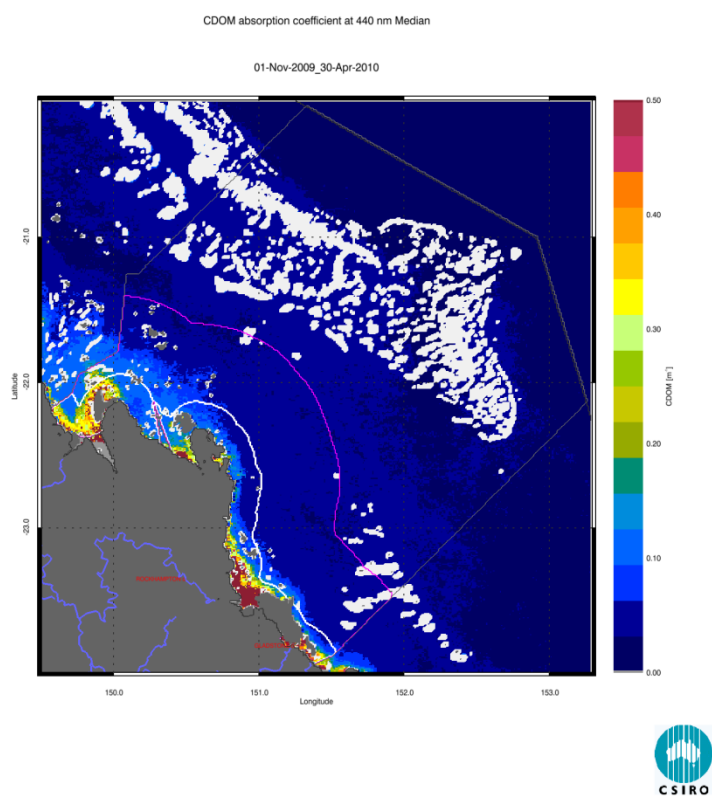 CDOM absorption coefficient at 440 nm Median
01-Nov-2009_30-Apr-2010
0.50
0.40
0.30
0.20
0.10
0.00
CDOM [m⁻]
-21.0
-22.0
-23.0
Latitude
ROCKHAMPTON
150.0
151.0
152.0
153.0
Longitude
CSIRO